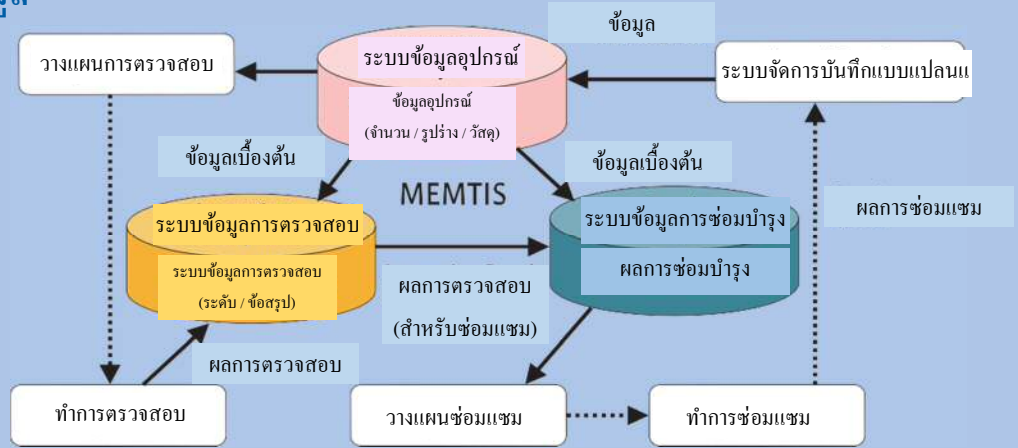 ข้อมูล
วางแผนการตรวจสอบ
ระบบข้อมูลอุปกรณ์
ระบบจัดการบันทึกแบบแปลนแ
ข้อมูลอุปกรณ์
(จำนวน / รูปร่าง / วัสดุ)
ข้อมูลเบื้องต้น
ข้อมูลเบื้องต้น
MEMTIS
ผลการซ่อมแซม
ระบบข้อมูลการตรวจสอบ
ระบบข้อมูลการซ่อมบำรุง
ระบบข้อมูลการตรวจสอบ
(ระดับ / ข้อสรุป)
ผลการซ่อมบำรุง
ผลการตรวจสอบ
(สำหรับซ่อมแซม)
ผลการตรวจสอบ
ทำการตรวจสอบ
วางแผนซ่อมแซม
ทำการซ่อมแซม